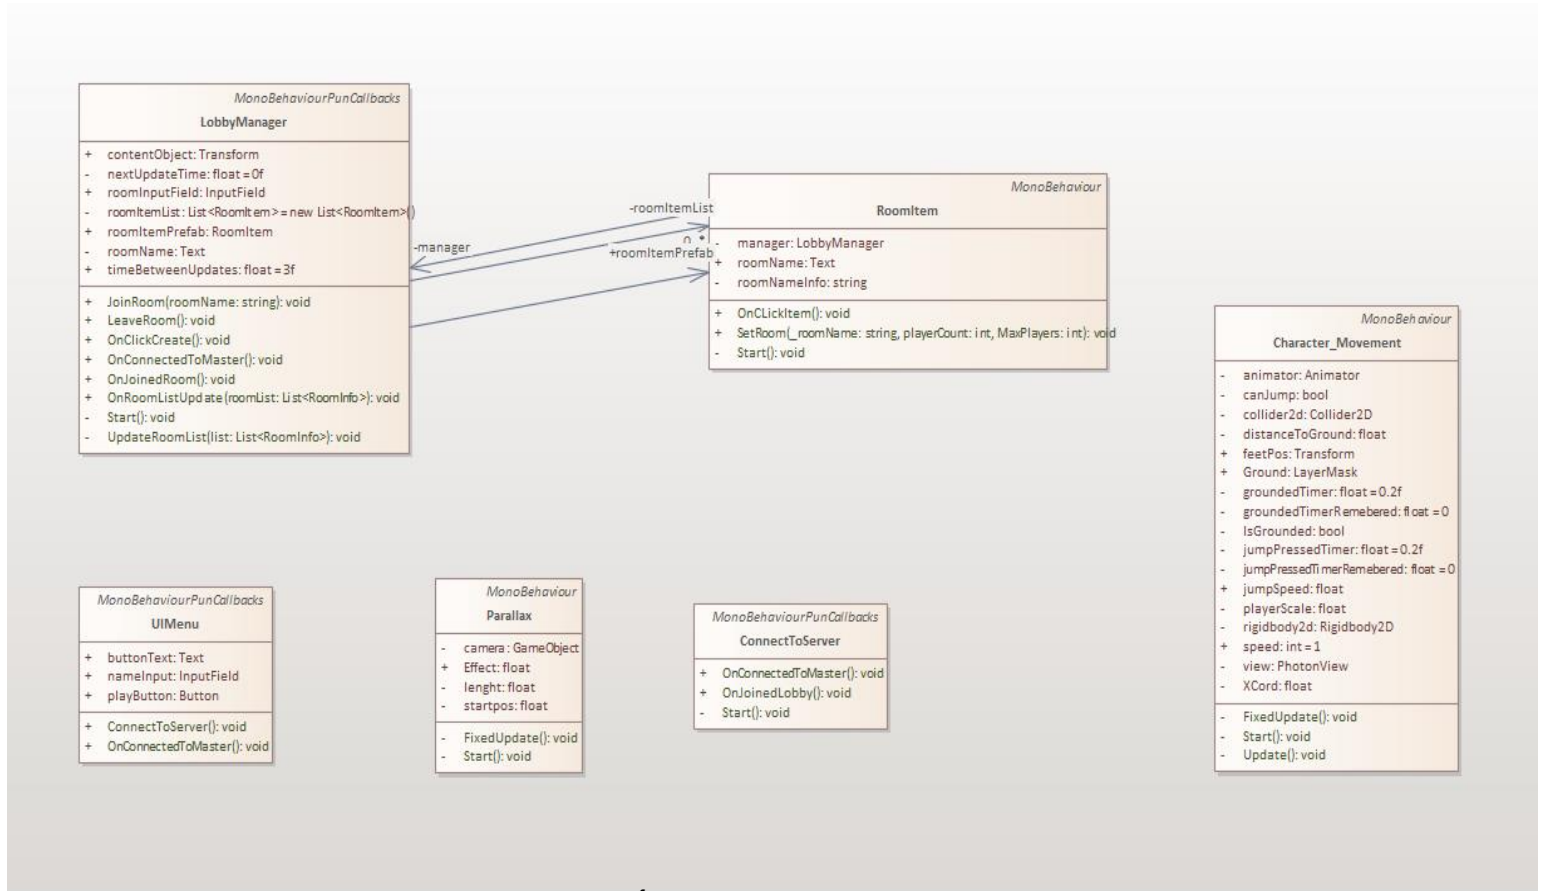 MonoBehaviourPunCallbacks
LobbyManager
+ contentObject: Transform
- nextUpdateTime: float = 0f
+ roomInputField: InputField
- roomItemList: List<RoomItem> = new List<RoomItem>()
+ roomItemPrefab: RoomItem
- roomName: Text
+ timeBetweenUpdates: float = 3f
+ JoinRoom(roomName: string): void
+ LeaveRoom(): void
+ OnClickCreate(): void
+ OnConnectedToMaster(): void
+ OnJoinedRoom(): void
+ OnRoomListUpdate(roomList: List<RoomInfo>): void
- Start(): void
- UpdateRoomList(list: List<RoomInfo>): void
-manager
-roomItemList
0..*
+roomItemPrefab
MonoBehaviour
RoomItem
- manager: LobbyManager
+ roomName: Text
- roomNameInfo: string
+ OnCLickItem(): void
+ SetRoom(_roomName: string, playerCount: int, MaxPlayers: int): void
- Start(): void
MonoBehaviour
Character_Movement
- animator: Animator
- canJump: bool
- collider2d: Collider2D
- distanceToGround: float
+ feetPos: Transform
+ Ground: LayerMask
- groundedTimer: float = 0.2f
- groundedTimerRemebered: float = 0
- IsGrounded: bool
- jumpPressedTimer: float = 0.2f
- jumpPressedTimerRemebered: float = 0
+ jumpSpeed: float
- playerScale: float
- rigidbody2d: Rigidbody2D
+ speed: int = 1
- view: PhotonView
- XCord: float
- FixedUpdate(): void
- Start(): void
- Update(): void
MonoBehaviourPunCallbacks
UIMenu
+ buttonText: Text
+ nameInput: InputField
+ playButton: Button
+ ConnectToServer(): void
+ OnConnectedToMaster(): void
MonoBehaviour
Parallax
- camera: GameObject
+ Effect: float
- lenght: float
- startpos: float
- FixedUpdate(): void
- Start(): void
MonoBehaviourPunCallbacks
ConnectToServer
+ OnConnectedToMaster(): void
+ OnJoinedLobby(): void
- Start(): void